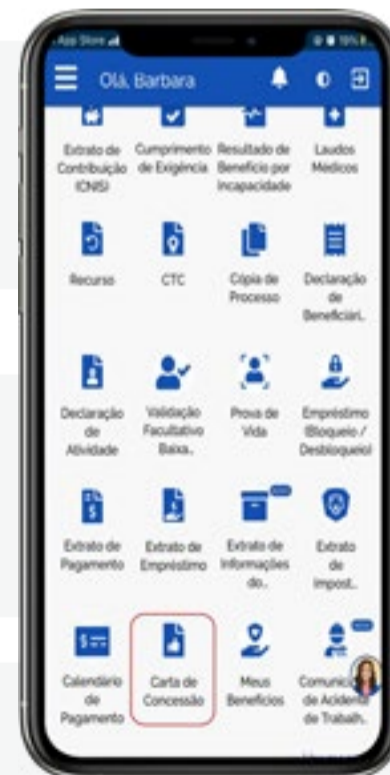 App Store
19%
Olá, Barbara
Extrato de Contribuição (CNIS)
Cumprimento de Exigência
Resultado de Benefício por Incapacidade
Laudos Médicos
Recurso
CTC
Cópia de Processo
Declaração de Beneficiári..
Declaração de Atividade
Validação Facultativo Baixa..
Prova de Vida
Empréstimo (Bloqueio / Desbloqueio)
Extrato de Pagamento
Extrato de Empréstimo
Extrato de Informações do..
Extrato de Impost..
Calendário de Pagamento
Carta de Concessão
Meus Benefícios
de Acidente de Trabalh..